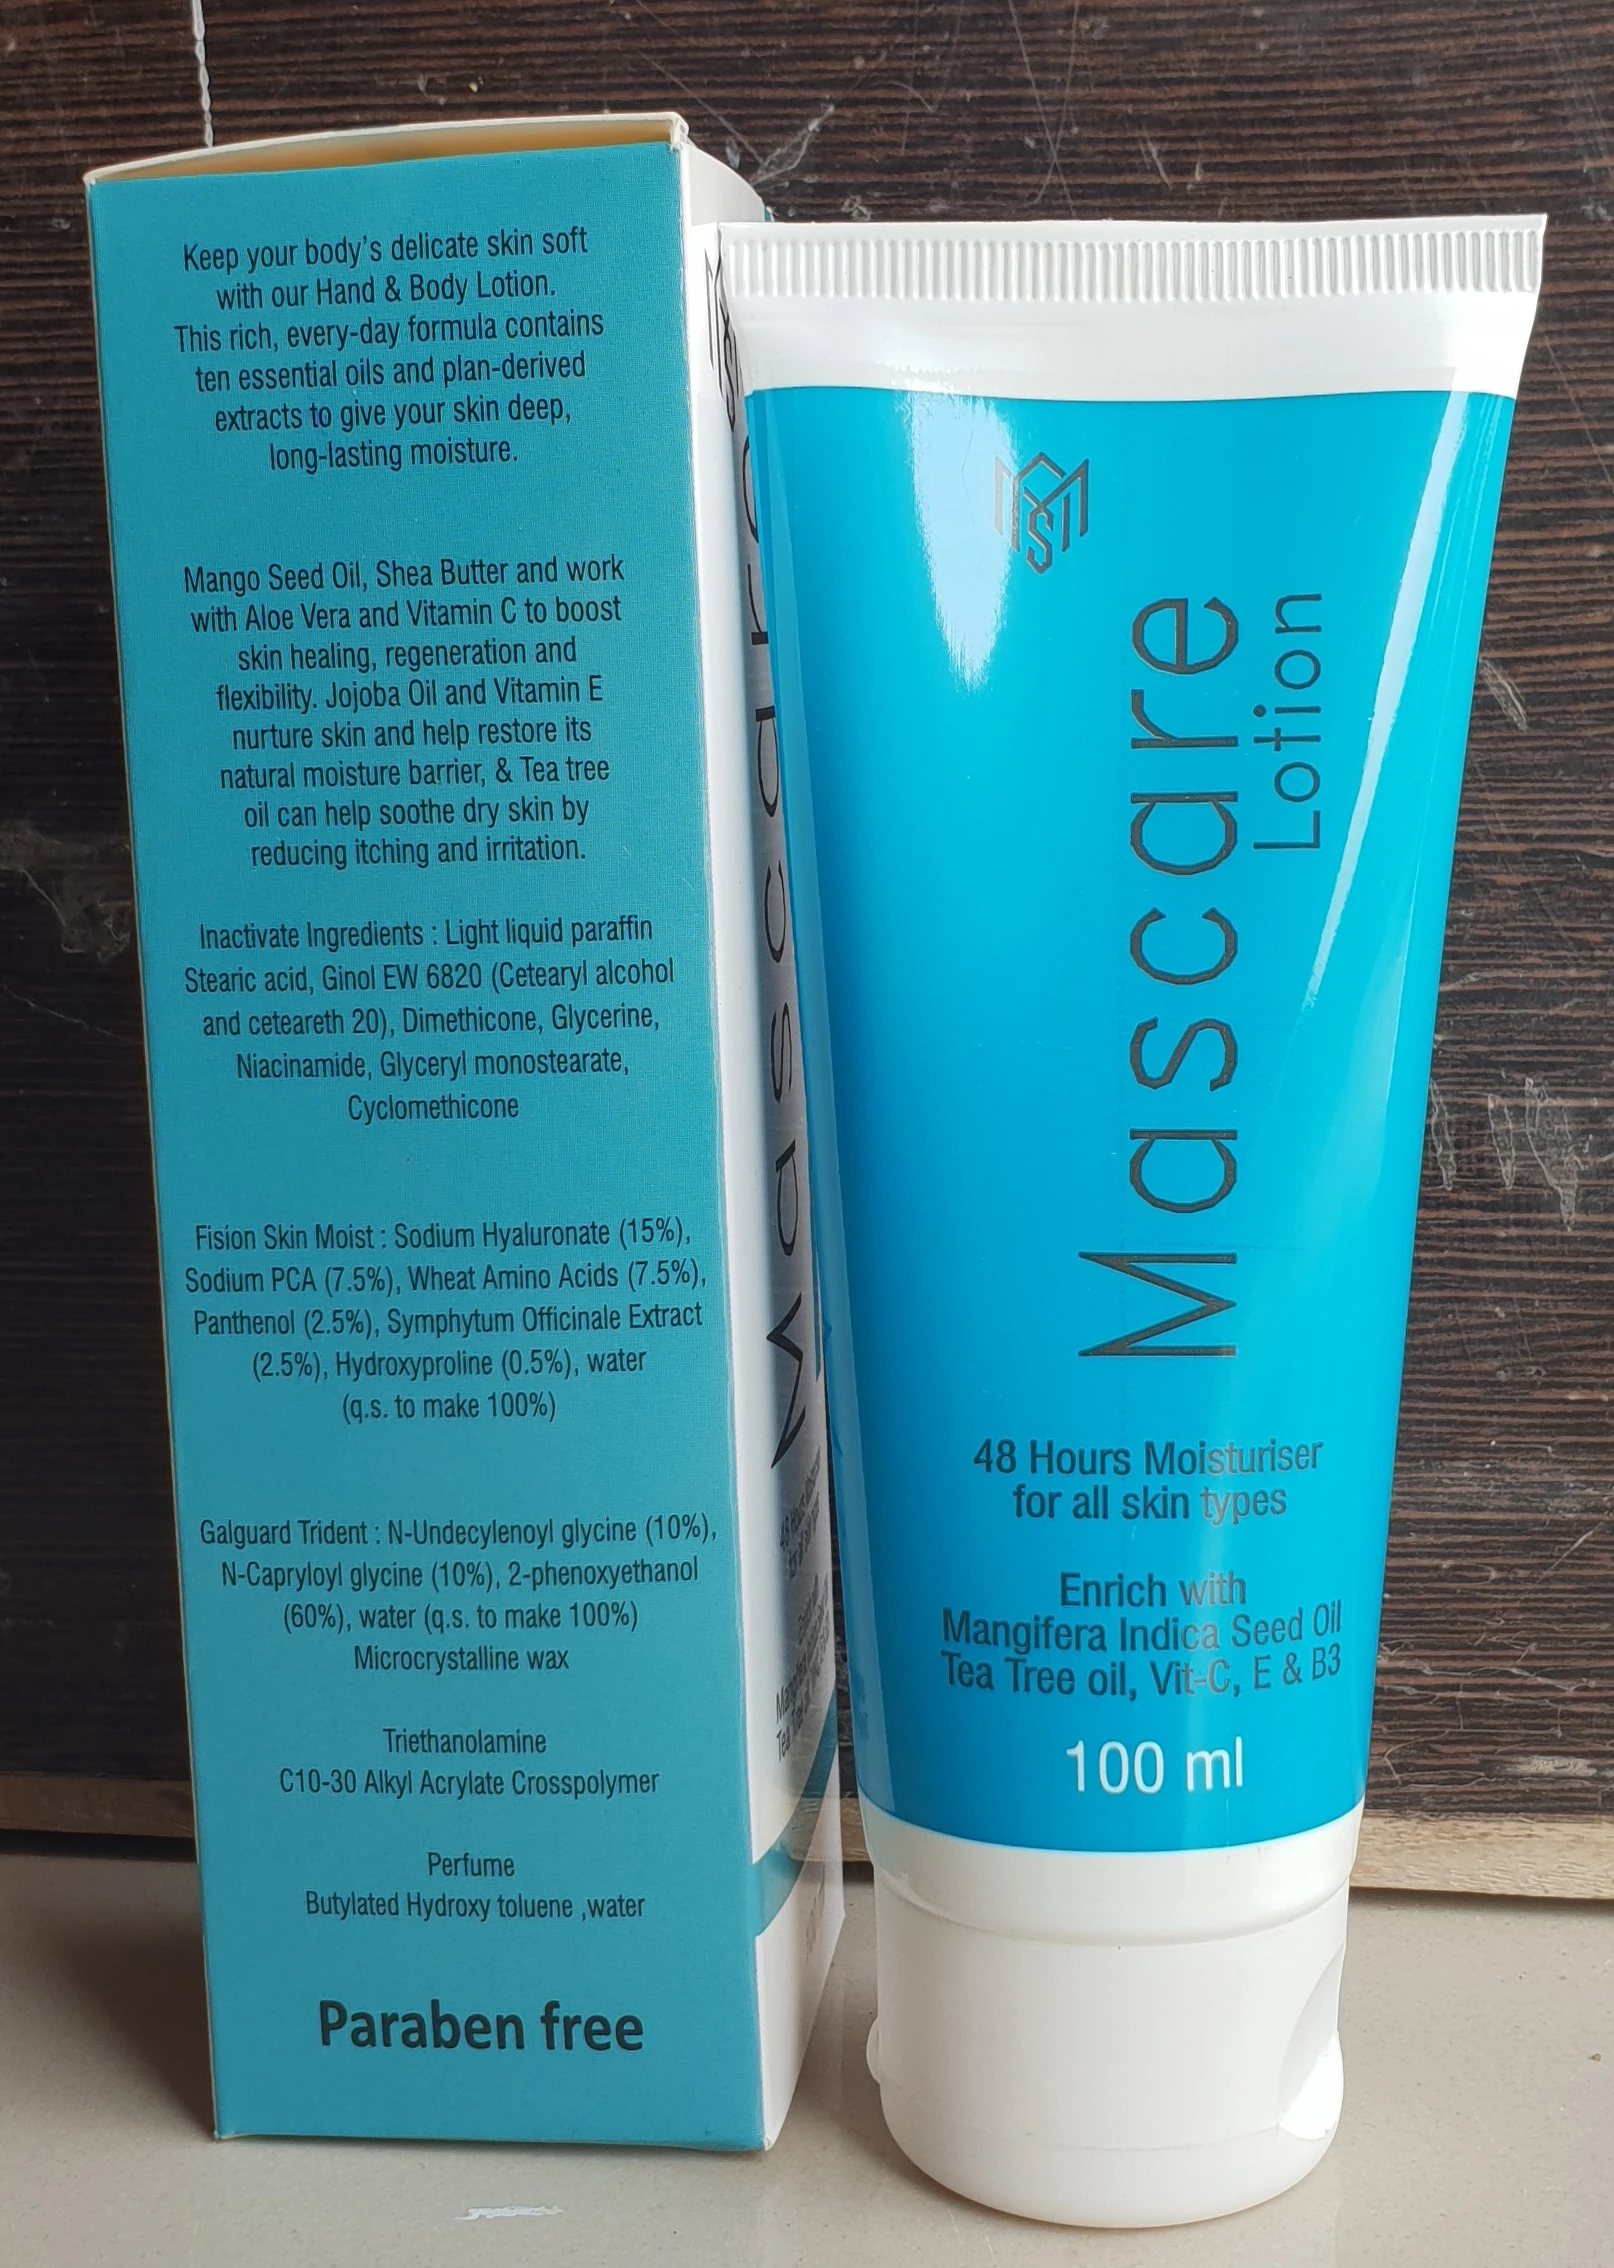 Keep your body's delicate skin soft
with our Hand & Body Lotion.
This rich, every-day formula contains
ten essential oils and plan-derived
extracts to give your skin deep,
long-lasting moisture.
Mango Seed Oil, Shea Butter and work
with Aloe Vera and Vitamin C to boost
skin healing, regeneration and
flexibility. Jojoba Oil and Vitamin E
nurture skin and help restore its
natural moisture barrier, & Tea tree
oil can help soothe dry skin by
reducing itching and irritation.
Inactivate Ingredients : Light liquid paraffin
Stearic acid, Ginol EW 6820 (Cetearyl alcohol
and ceteareth 20), Dimethicone, Glycerine,
Niacinamide, Glyceryl monostearate,
Cyclomethicone
Fision Skin Moist : Sodium Hyaluronate (15%),
Sodium PCA (7.5%), Wheat Amino Acids (7.5%),
Panthenol (2.5%), Symphytum Officinale Extract
(2.5%), Hydroxyproline (0.5%), water
(q.s. to make 100%)
Galguard Trident : N-Undecylenoyl glycine (10%),
N-Capryloyl glycine (10%), 2-phenoxyethanol
(60%), water (q.s. to make 100%)
Microcrystalline wax
Triethanolamine
C10-30 Alkyl Acrylate Crosspolymer
Perfume
Butylated Hydroxy toluene ,water
Paraben free
Mascare
MS
Mascare
Lotion
48 Hours Moisturiser
for all skin types
Enrich with
Mangifera Indica Seed Oil
Tea Tree oil, Vit-C, E & B3
100 ml